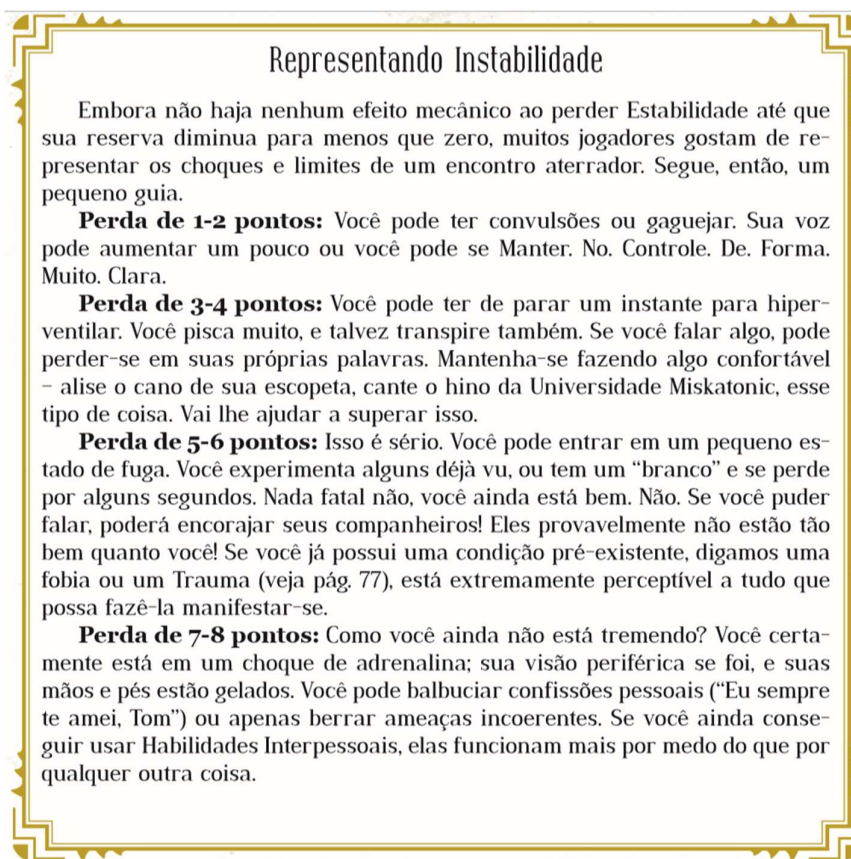 Representando Instabilidade
Embora não haja nenhum efeito mecânico ao perder Estabilidade até que
sua reserva diminua para menos que zero, muitos jogadores gostam de re-
presentar os choques e limites de um encontro aterrador. Segue, então, um
pequeno guia.
Perda de 1-2 pontos: Você pode ter convulsões ou gaguejar. Sua voz
pode aumentar um pouco ou você pode se Manter. No. Controle. De. Forma.
Muito. Clara.
Perda de 3-4 pontos: Você pode ter de parar um instante para hiper-
ventilar. Você pisca muito, e talvez transpire também. Se você falar algo, pode
perder-se em suas próprias palavras. Mantenha-se fazendo algo confortável
- alise o cano de sua escopeta, cante o hino da Universidade Miskatonic, esse
tipo de coisa. Vai lhe ajudar a superar isso.
Perda de 5-6 pontos: Isso é sério. Você pode entrar em um pequeno es-
tado de fuga. Você experimenta alguns déjà vu, ou tem um “branco” e se perde
por alguns segundos. Nada fatal não, você ainda está bem. Não. Se você puder
falar, poderá encorajar seus companheiros! Eles provavelmente não estão tão
bem quanto você! Se você já possui uma condição pré-existente, digamos uma
fobia ou um Trauma (veja pág. 77), está extremamente perceptível a tudo que
possa fazê-la manifestar-se.
Perda de 7-8 pontos: Como você ainda não está tremendo? Você certa-
mente está em um choque de adrenalina; sua visão periférica se foi, e suas
mãos e pés estão gelados. Você pode balbuciar confissões pessoais (“Eu sempre
te amei, Tom”) ou apenas berrar ameaças incoerentes. Se você ainda conse-
guir usar Habilidades Interpessoais, elas funcionam mais por medo do que por
qualquer outra coisa.